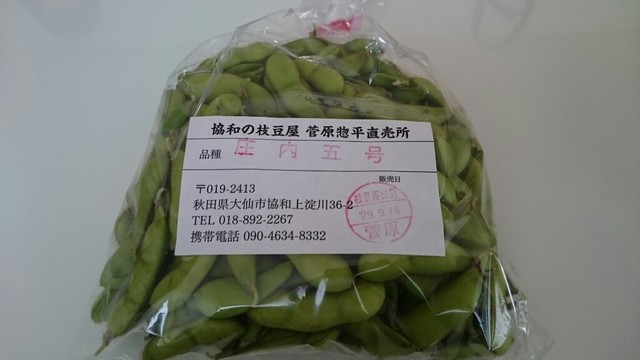 協和の枝豆屋 菅原惣平直売所
品種 庄内五号
販売日
〒019-2413
秋田県大仙市協和上淀川36-2
TEL 018-892-2267
携帯電話 090-4634-8332
29.9.16
菅原